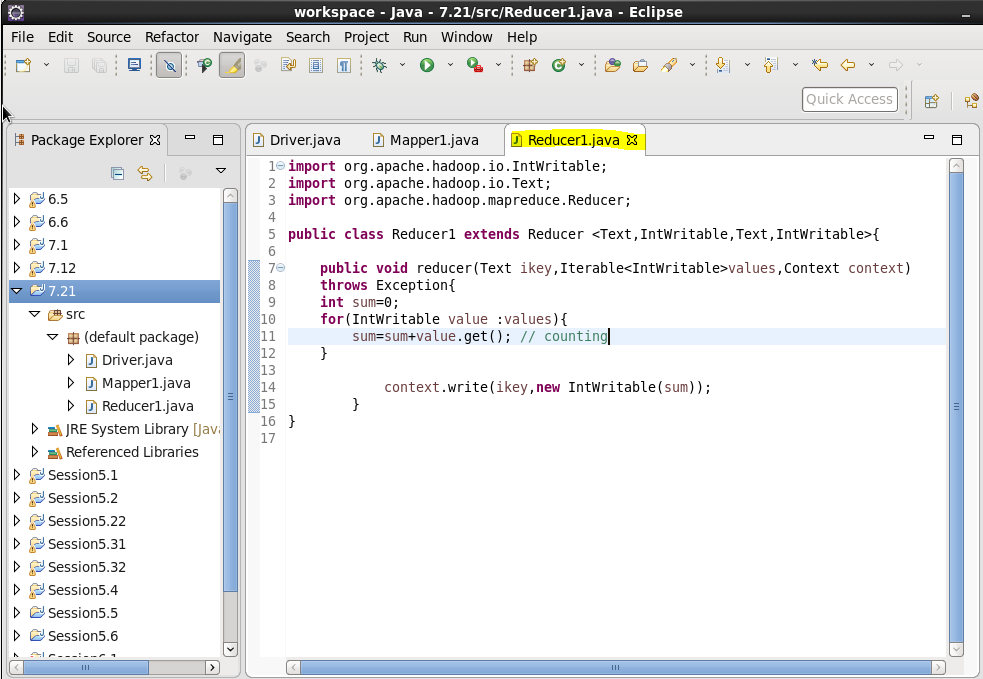 workspace - Java - 7.21/src/Reducer1.java - Eclipse
File Edit Source Refactor Navigate Search Project Run Window Help
Quick Access
Package Explorer
6.5
6.6
7.1
7.12
7.21
src
(default package)
Driver.java
Mapper1.java
Reducer1.java
JRE System Library [Java
Referenced Libraries
Session5.1
Session5.2
Session5.22
Session5.31
Session5.32
Session5.4
Session5.5
Session5.6
Driver.java Mapper1.java Reducer1.java
1 import org.apache.hadoop.io.IntWritable;
2 import org.apache.hadoop.io.Text;
3 import org.apache.hadoop.mapreduce.Reducer;
4
5 public class Reducer1 extends Reducer <Text,IntWritable,Text,IntWritable>{
6
7 public void reducer(Text ikey,Iterable<IntWritable>values,Context context)
8 throws Exception{
9 int sum=0;
10 for(IntWritable value :values){
11 sum=sum+value.get(); // counting
12 }
13
14 context.write(ikey,new IntWritable(sum));
15 }
16 }
17